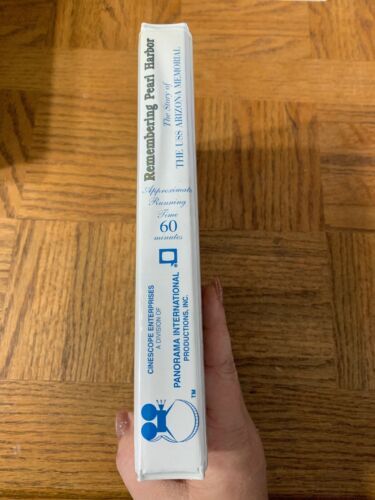 Remembering Pearl Harbor
The Story of
THE USS ARIZONA MEMORIAL
Approximate
Running
Time
60
minutes
CINESCOPE ENTERPRISES
A DIVISION OF
PANORAMA INTERNATIONAL
PRODUCTIONS, INC.
TM